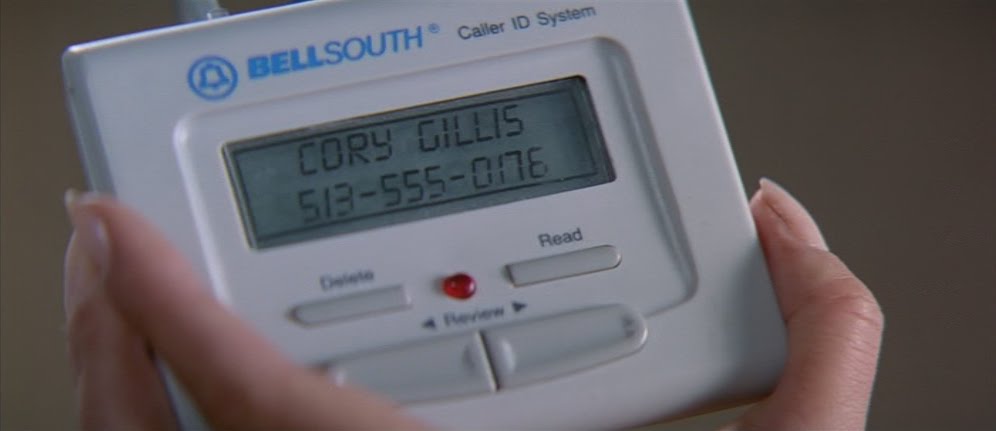 BELLSOUTH® Caller ID System
CORY GILLIS
513-555-0176
Delete
Read
◄ Review ►